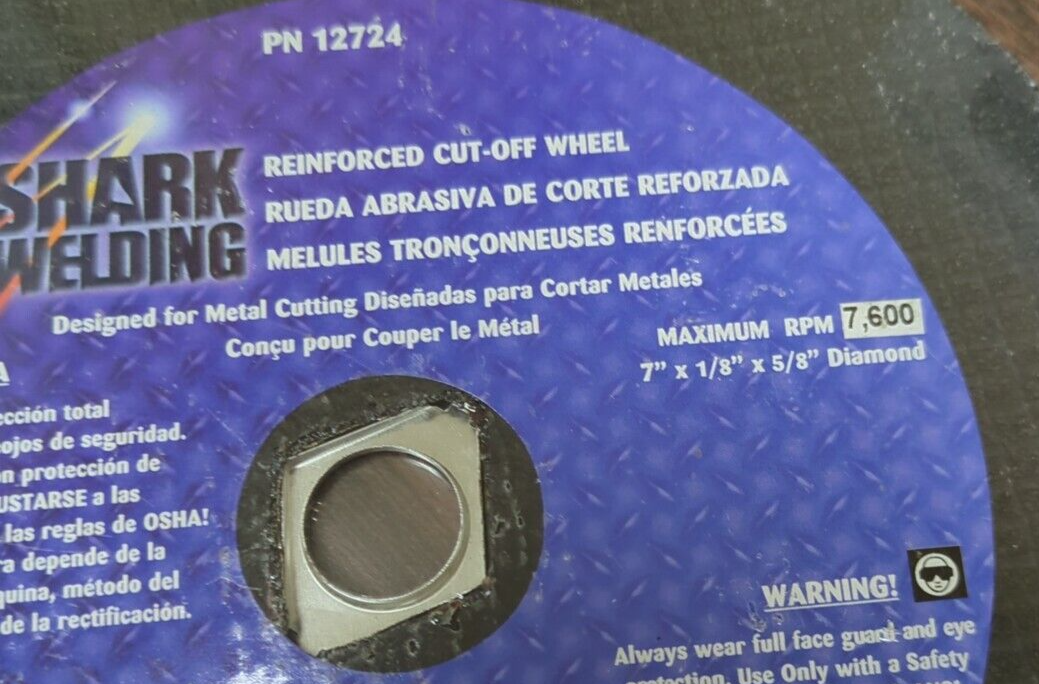 PN 12724
SHARK
WELDING
REINFORCED CUT-OFF WHEEL
RUEDA ABRASIVA DE CORTE REFORZADA
MELULES TRONÇONNEUSES RENFORCÉES
Designed for Metal Cutting Diseñadas para Cortar Metales
Conçu pour Couper le Métal
MAXIMUM RPM 7,600
7” x 1/8” x 5/8” Diamond
A
ección total
ojos de seguridad.
n protección de
USTARSE a las
las reglas de OSHA!
ra depende de la
quina, método del
de la rectificación.
WARNING!
Always wear full face guard and eye
protection. Use Only with a Safety